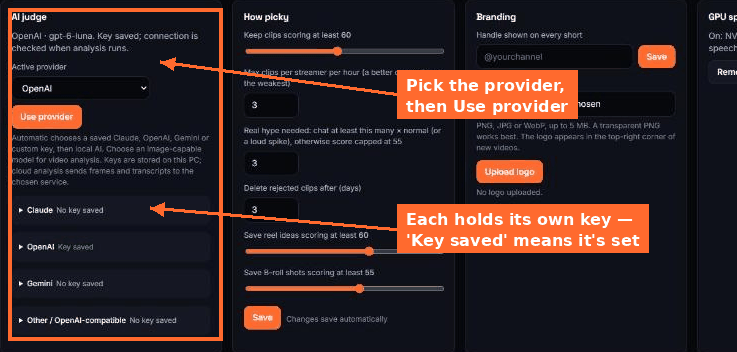 AI judge
OpenAI · gpt-6-luna. Key saved; connection is
checked when analysis runs.
Active provider
OpenAI
Use provider
Automatic chooses a saved Claude, OpenAI, Gemini or
custom key, then local AI. Choose an image-capable
model for video analysis. Keys are stored on this PC;
cloud analysis sends frames and transcripts to the
chosen service.
Claude No key saved
OpenAI Key saved
Gemini No key saved
Other / OpenAI-compatible No key saved
How picky
Keep clips scoring at least 60
Max clips per streamer per hour (a better
the weakest)
3
Real hype needed: chat at least this many × normal (or
a loud spike), otherwise score capped at 55
3
Delete rejected clips after (days)
3
Save reel ideas scoring at least 60
Save B-roll shots scoring at least 55
Save
Changes save automatically
Branding
Handle shown on every short
@yourchannel
Save
PNG, JPG or WebP, up to 5 MB. A transparent PNG
works best. The logo appears in the top-right corner of
new videos.
Upload logo
No logo uploaded.
GPU
On:
Pick the provider,
then Use provider
Each holds its own key —
'Key saved' means it's set